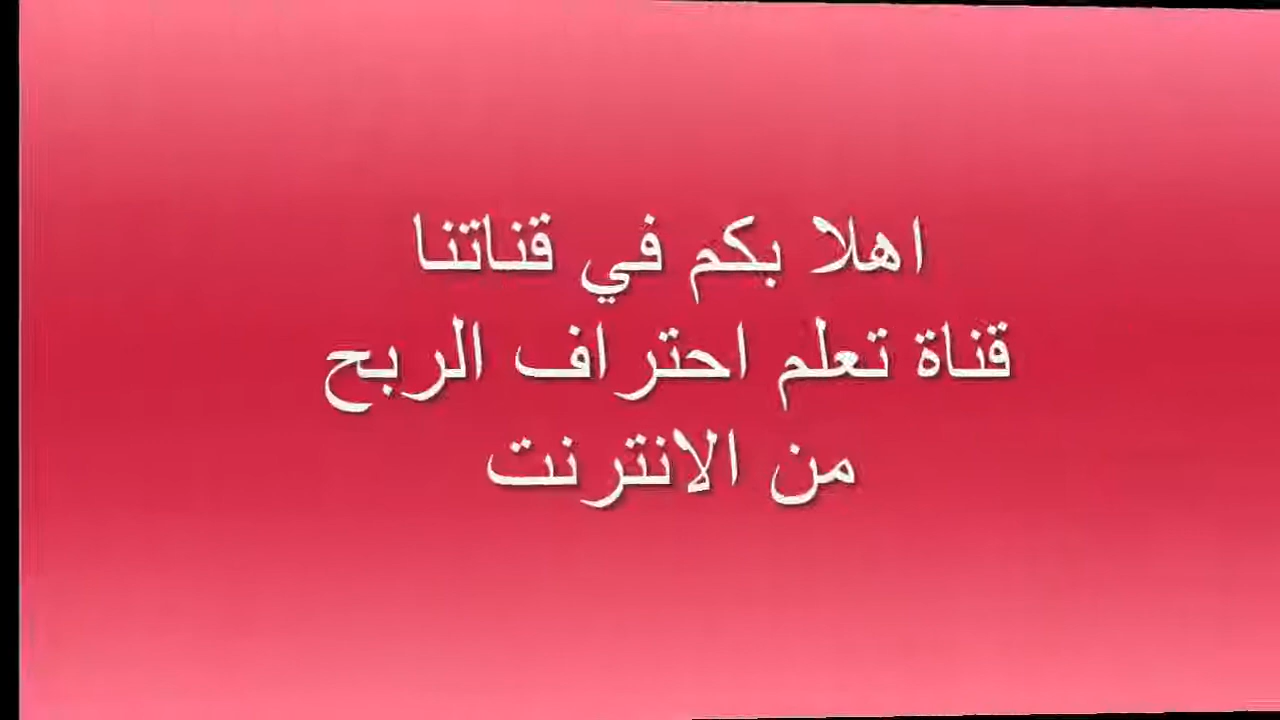 اهلا بكم في قناتنا
قناة تعلم احتراف الربح
من الانترنت